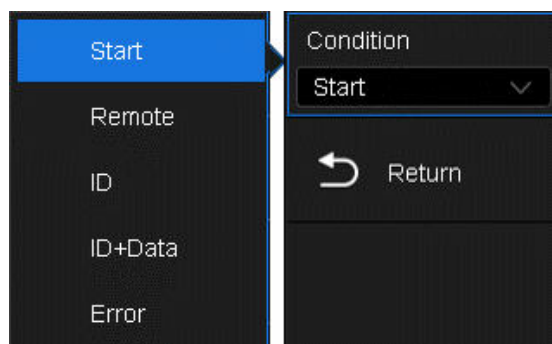 Start
Remote
ID
ID+Data
Error
Condition
Start
Return